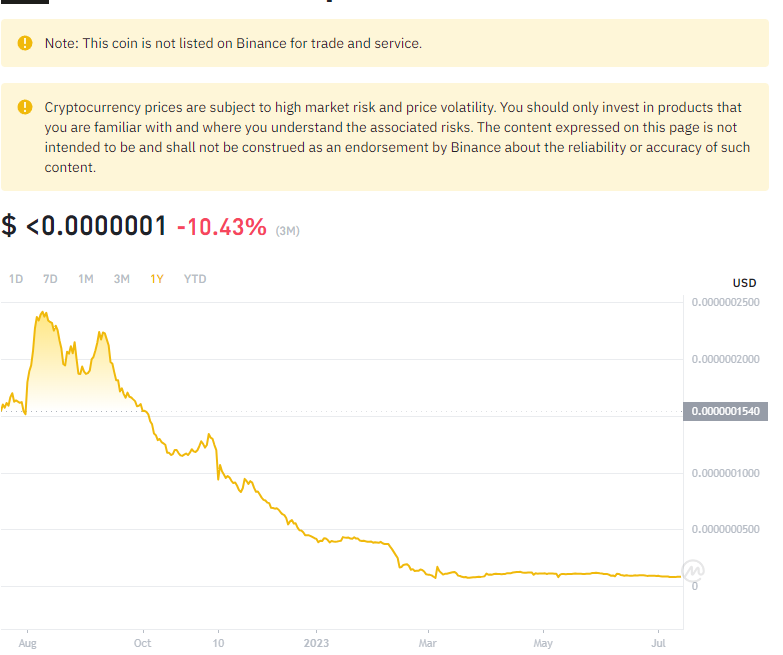 Note: This coin is not listed on Binance for trade and service.
Cryptocurrency prices are subject to high market risk and price volatility. You should only invest in products that
you are familiar with and where you understand the associated risks. The content expressed on this page is not
intended to be and shall not be construed as an endorsement by Binance about the reliability or accuracy of such
content.
$ <0.0000001 -10.43% (3M)
1D 7D 1M 3M 1Y YTD
USD
0.0000002500
0.0000002000
0.0000001540
0.0000001000
0.0000000500
0
Aug Oct 10 2023 Mar May Jul